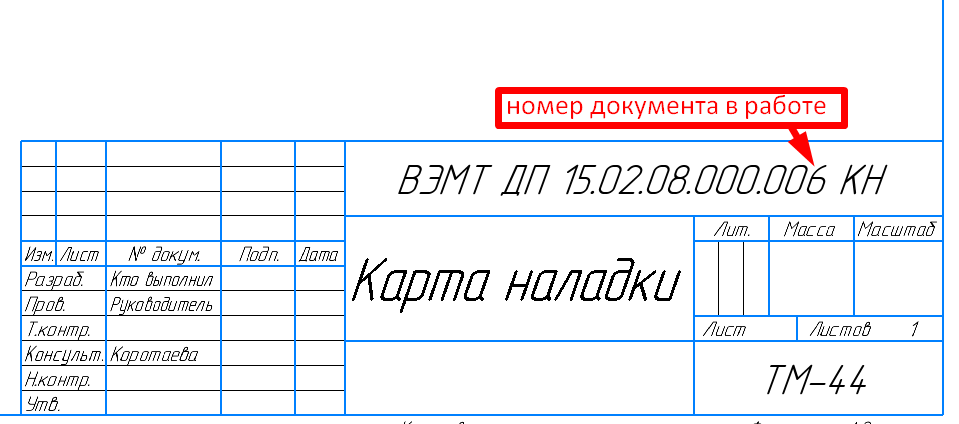 номер документа в работе
ВЭМТ ДП 15.02.08.000.006 КН
Лит. Масса Масштаб
Изм. Лист № докум. Подп. Дата
Карта наладки
Разраб. Кто выполнил
Пров. Руководитель
Т.контр.
Лист Листов 1
Консульт. Коротаева
Н.контр.
ТМ-44
Утв.